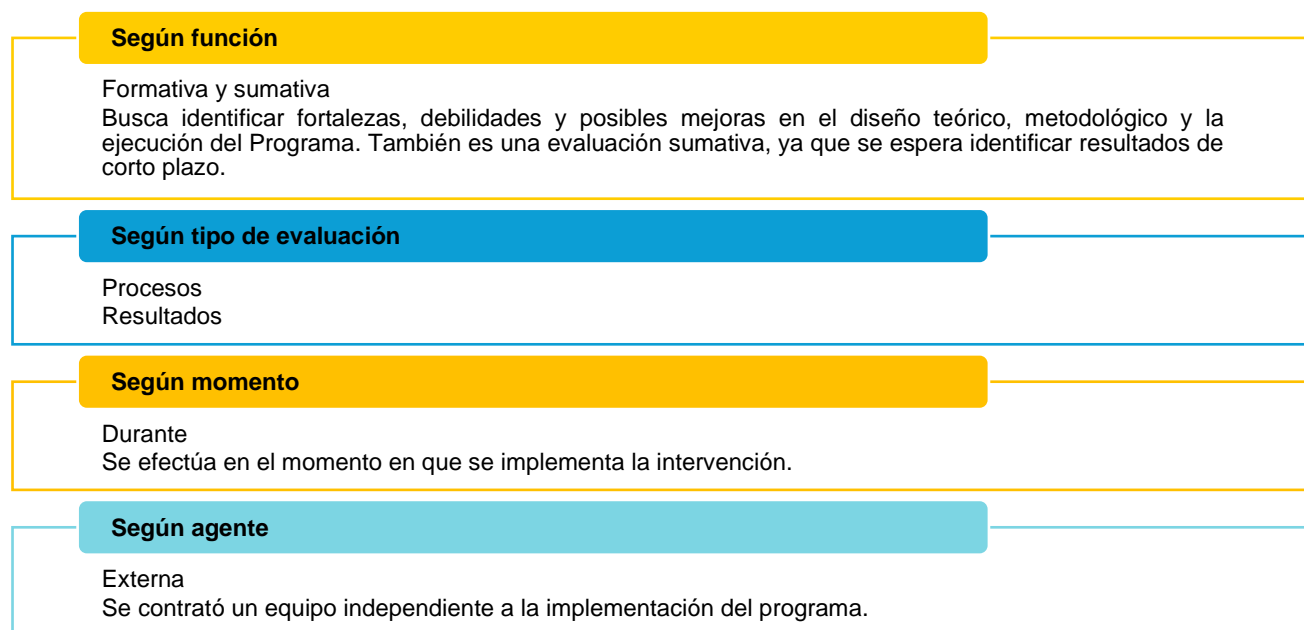 Según función
Formativa y sumativa
Busca identificar fortalezas, debilidades y posibles mejoras en el diseño teórico, metodológico y la
ejecución del Programa. También es una evaluación sumativa, ya que se espera identificar resultados de
corto plazo.
Según tipo de evaluación
Procesos
Resultados
Según momento
Durante
Se efectúa en el momento en que se implementa la intervención.
Según agente
Externa
Se contrató un equipo independiente a la implementación del programa.